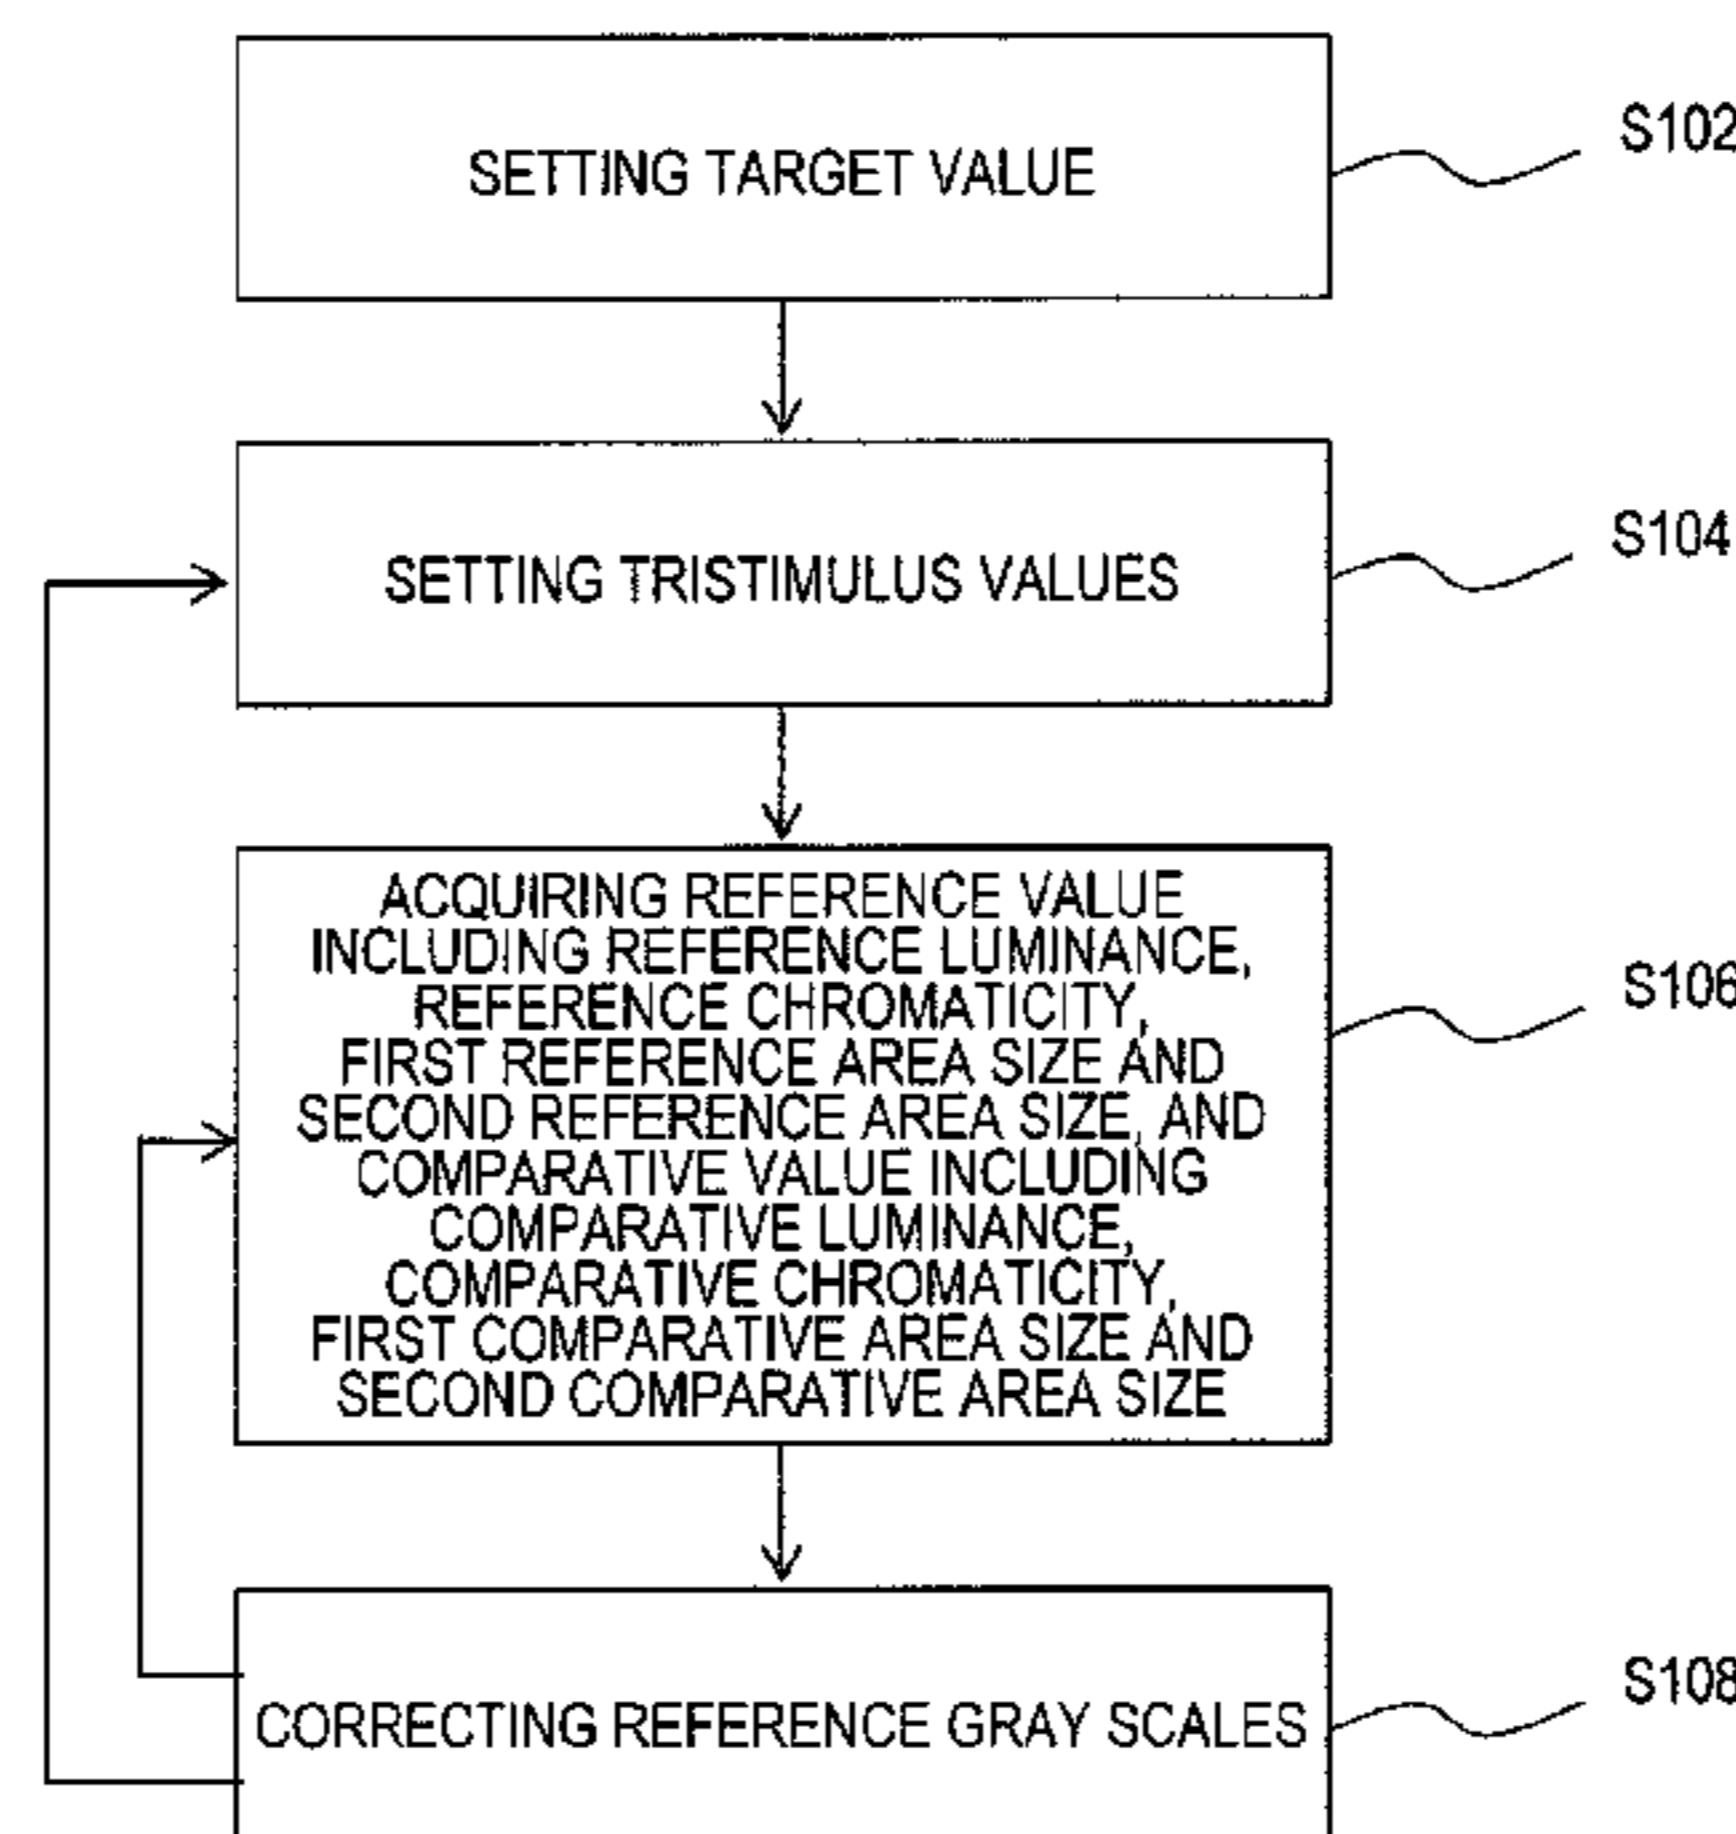 SETTING TARGET VALUE
S102
SETTING TRISTIMULUS VALUES
S104
ACQUIRING REFERENCE VALUE
INCLUDING REFERENCE LUMINANCE,
REFERENCE CHROMATICITY,
FIRST REFERENCE AREA SIZE AND
SECOND REFERENCE AREA SIZE, AND
COMPARATIVE VALUE INCLUDING
COMPARATIVE LUMINANCE,
COMPARATIVE CHROMATICITY,
FIRST COMPARATIVE AREA SIZE AND
SECOND COMPARATIVE AREA SIZE
S106
CORRECTING REFERENCE GRAY SCALES
S108